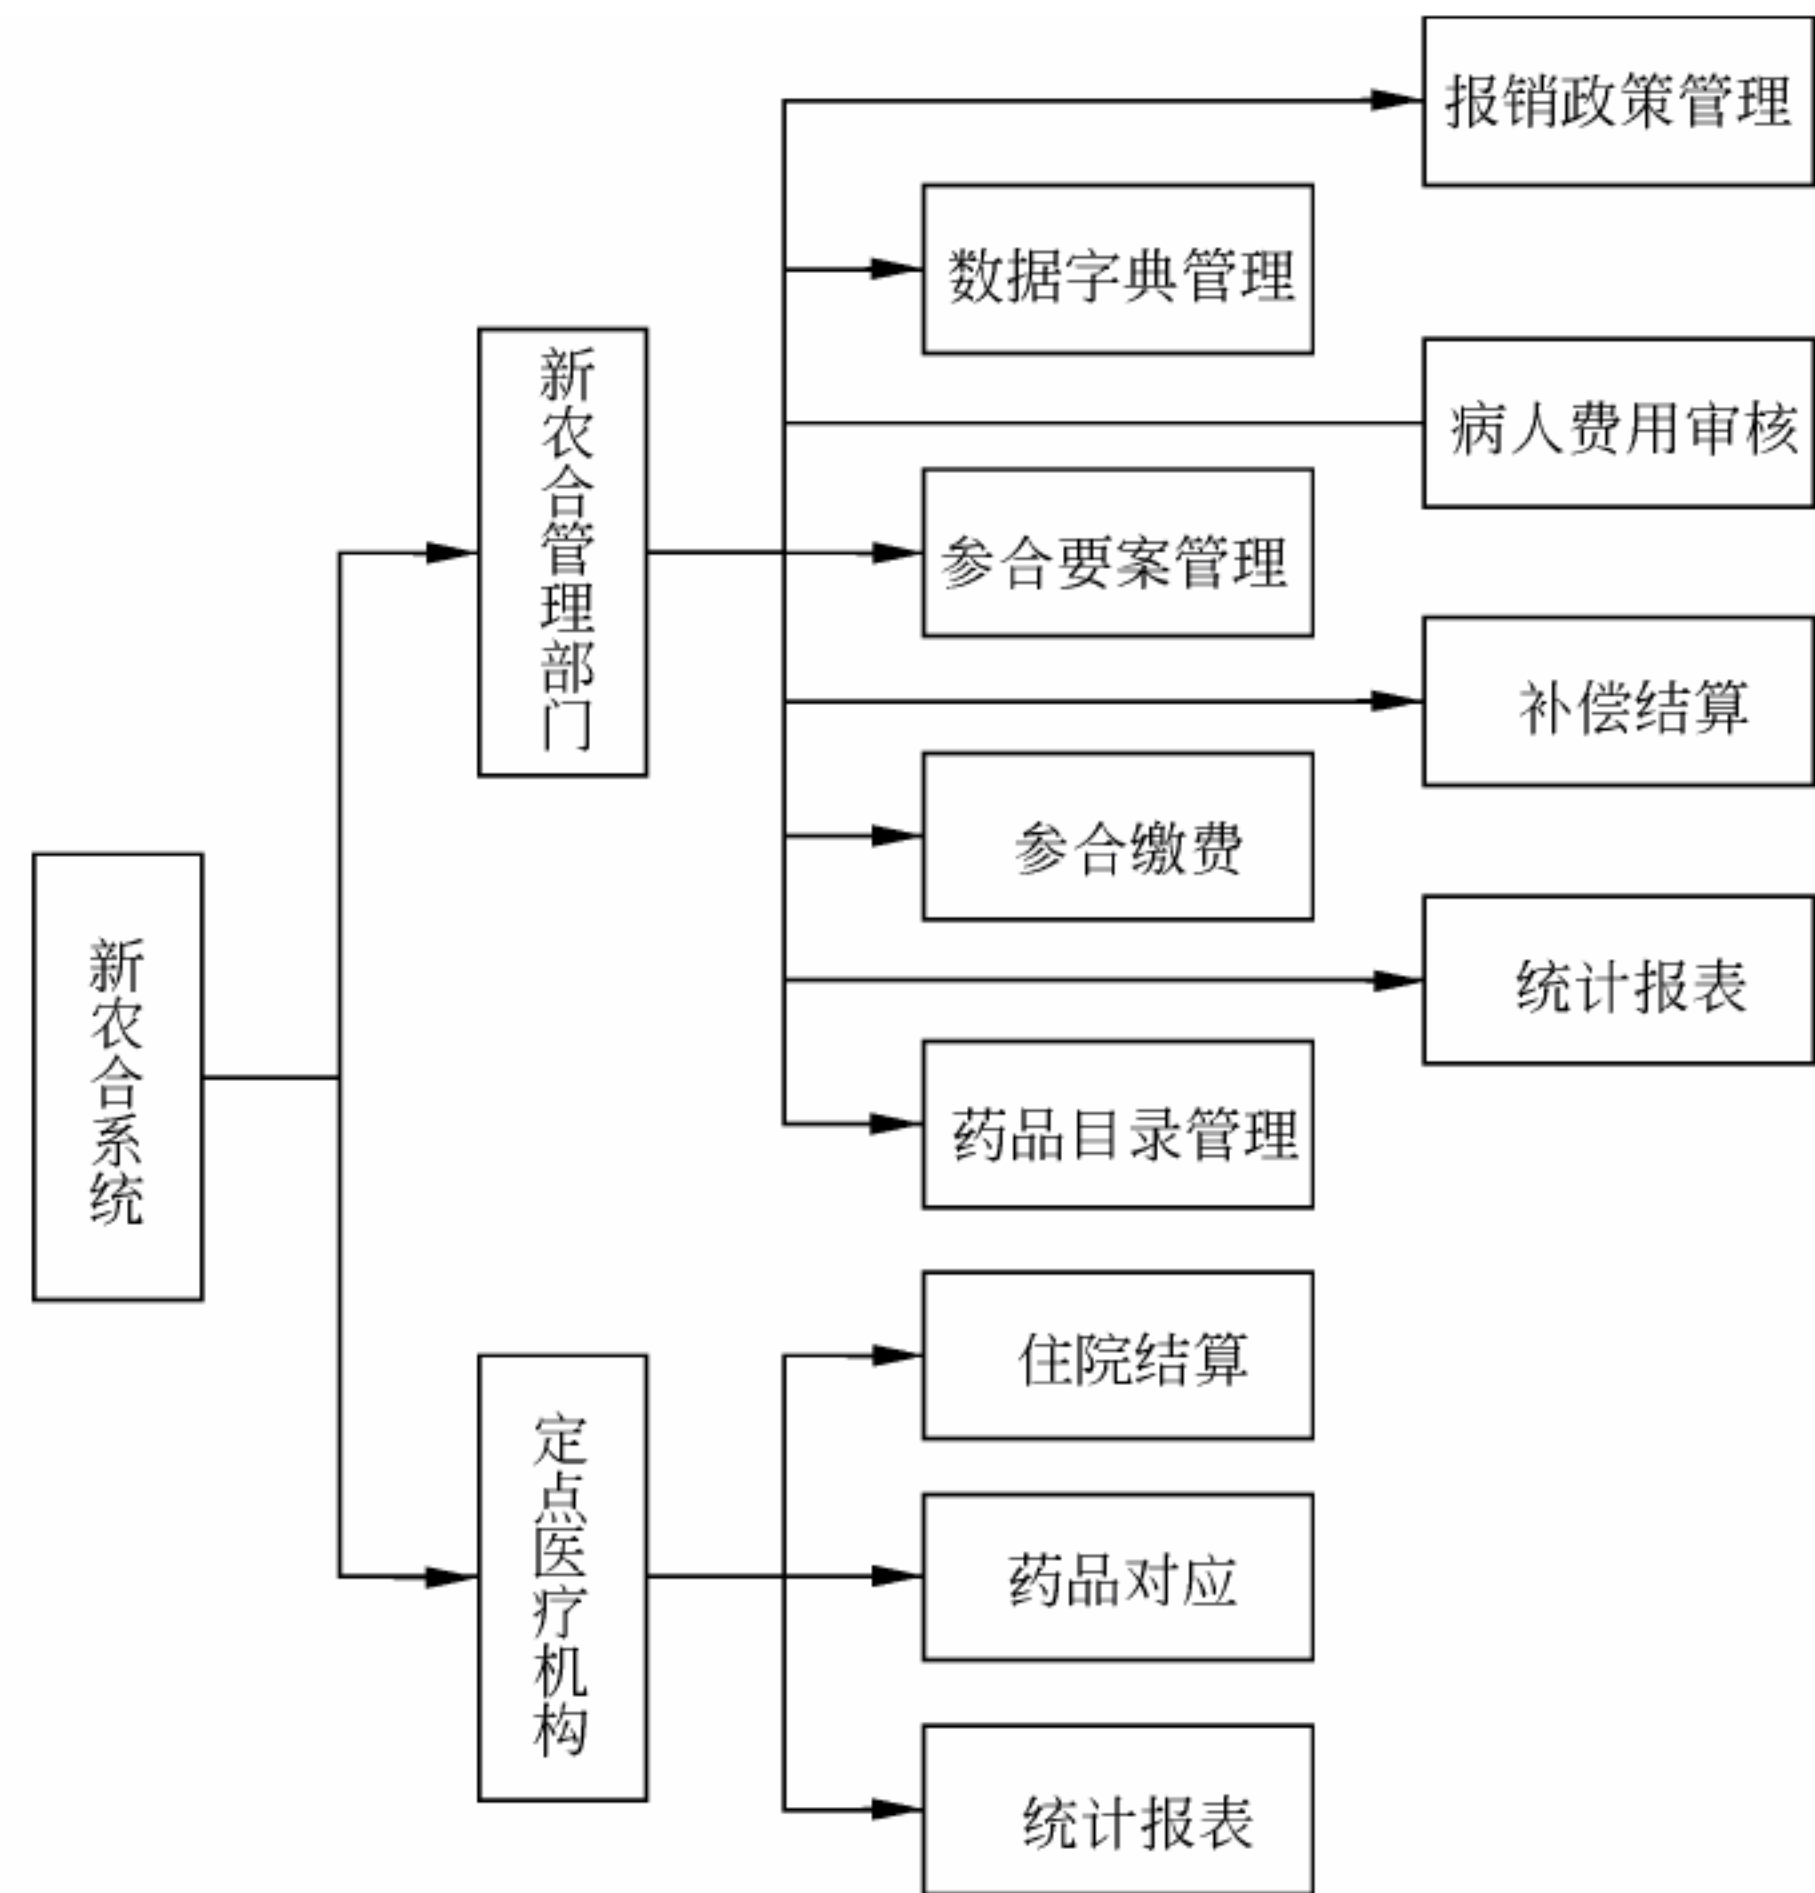 报销政策管理
数据字典管理
病人费用审核
新农合管理部门
参合要案管理
补偿结算
参合缴费
新农合系统
统计报表
药品目录管理
住院结算
定点医疗机构
药品对应
统计报表